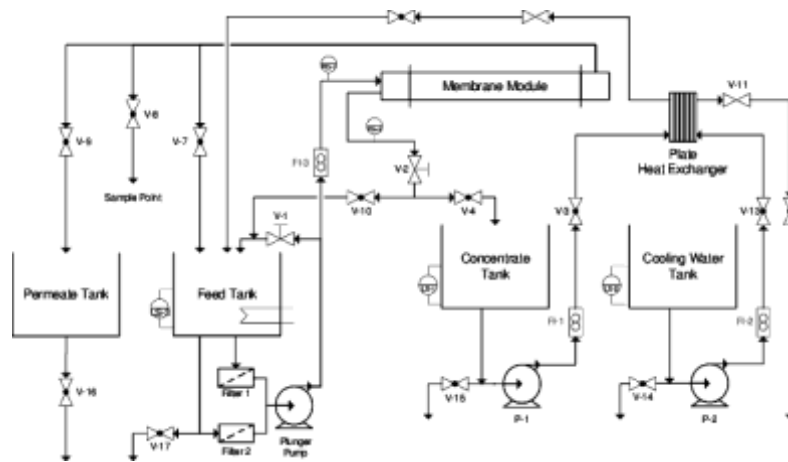 Membrane Module
V-11
V-8
V-9
V-7
FI-3
V-2
Plate
Heat Exchanger
Sample Point
V-10
V-4
V-1
V-3
Permeate Tank
Feed Tank
Concentrate
Tank
Cooling Water
Tank
FI-1
FI-2
V-16
Filter 1
V-17
Filter 2
Plunger
Pump
V-15
P-1
V-14
P-2